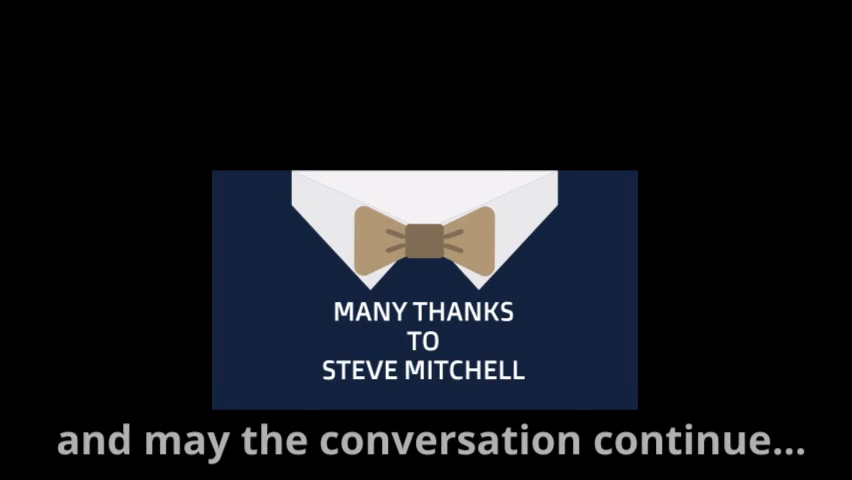 MANY THANKS
TO
STEVE MITCHELL
and may the conversation continue...